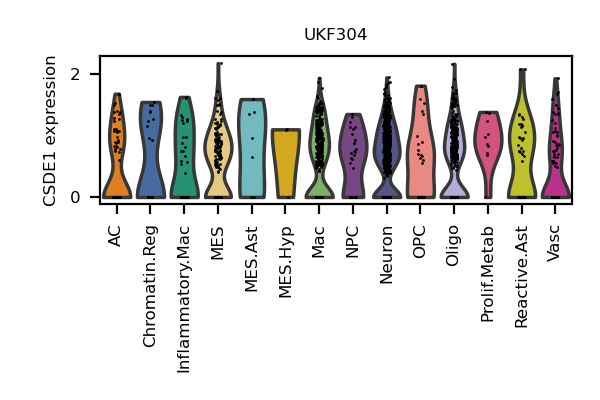 UKF304
CSDE1 expression
2
0
AC
Chromatin.Reg
Inflammatory.Mac
MES
MES.Ast
MES.Hyp
Mac
NPC
Neuron
OPC
Oligo
Prolif.Metab
Reactive.Ast
Vasc